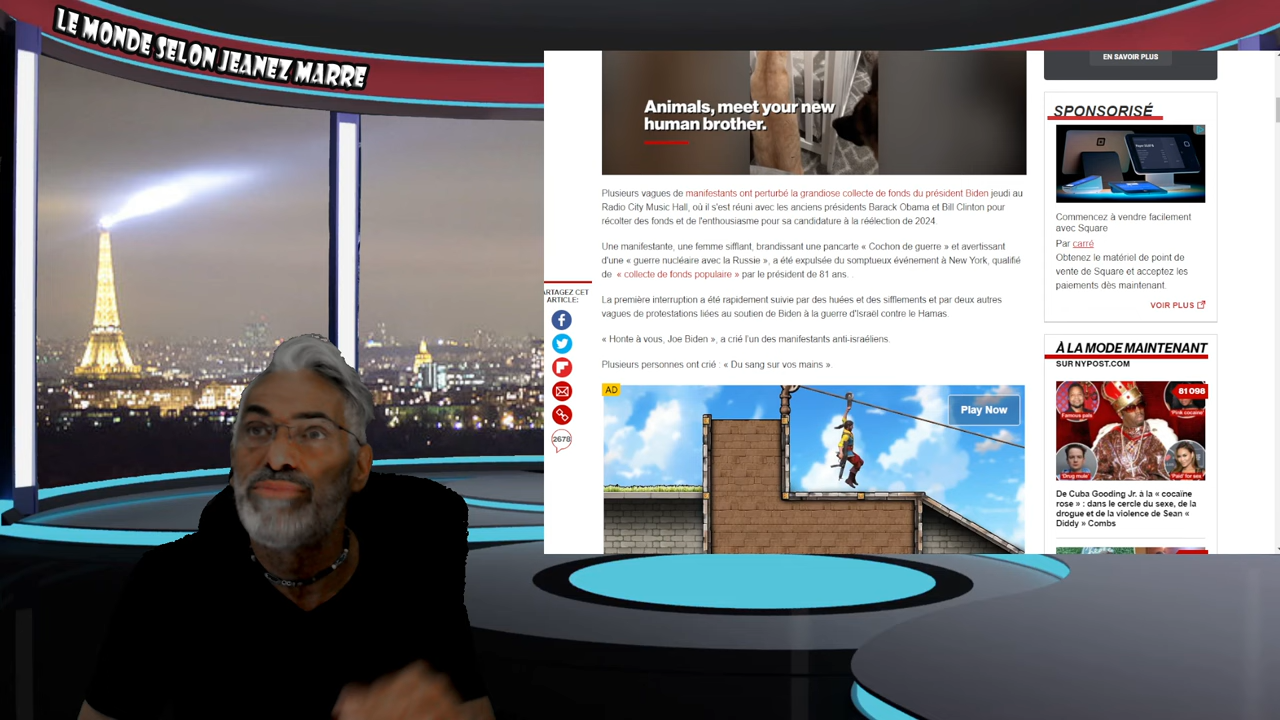 LE MONDE SELON JEANEZ MARRE
Animals, meet your new
human brother.
Plusieurs vagues de manifestants ont perturbé la grandiose collecte de fonds du président Biden jeudi au
Radio City Music Hall, où il s'est réuni avec les anciens présidents Barack Obama et Bill Clinton pour
récolter des fonds et de l'enthousiasme pour sa candidature à la réélection de 2024.
Une manifestante, une femme sifflant, brandissant une pancarte « Cochon de guerre » et avertissant
d'une « guerre nucléaire avec la Russie », a été expulsée du somptueux événement à New York, qualifié
de « collecte de fonds populaire » par le président de 81 ans. .
La première interruption a été rapidement suivie par des huées et des sifflements et par deux autres
vagues de protestations liées au soutien de Biden à la guerre d'Israël contre le Hamas.
« Honte à vous, Joe Biden », a crié l'un des manifestants anti-israéliens.
Plusieurs personnes ont crié : « Du sang sur vos mains ».
ARTAGEZ CET
ARTICLE:
2678
AD
Play Now
EN SAVOIR PLUS
SPONSORISÉ
Commencez à vendre facilement
avec Square
Par carré
Obtenez le matériel de point de
vente de Square et acceptez les
paiements dès maintenant.
VOIR PLUS
À LA MODE MAINTENANT
SUR NYPOST.COM
61 098
Famous pals
'Pink cocaine'
'Drug mule'
'Paid' for sex
De Cuba Gooding Jr. à la « cocaïne
rose » : dans le cercle du sexe, de la
drogue et de la violence de Sean «
Diddy » Combs